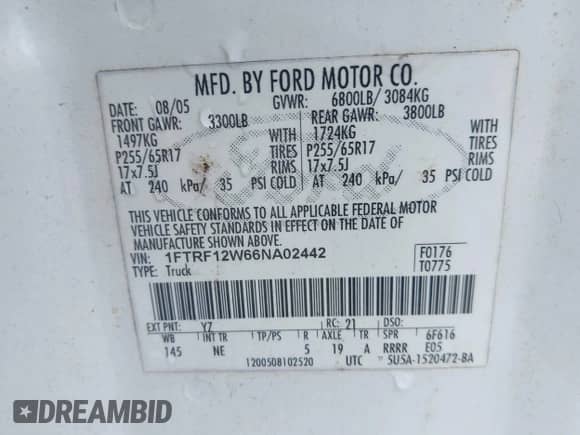 MFD. BY FORD MOTOR CO.
DATE: 08/05 GVWR: 6800LB/ 3084KG
FRONT GAWR: 3300LB REAR GAWR: 3800LB
1497KG WITH 1724KG WITH
P255/65R17 TIRES P255/65R17 TIRES
17x7.5J RIMS 17x7.5J RIMS
AT 240 kPa/ 35 PSI COLD AT 240 kPa/ 35 PSI COLD
THIS VEHICLE CONFORMS TO ALL APPLICABLE FEDERAL MOTOR
VEHICLE SAFETY STANDARDS IN EFFECT ON THE DATE OF
MANUFACTURE SHOWN ABOVE.
VIN: 1FTRF12W66NA02442 F0176
TYPE: Truck T0775
EXT PNT: YZ RC: 21 DSO:
WB INT TR TP/PS R AXLE TR SPR 6F616
145 NE 5 19 A RRRR E05
1200508102520 UTC 5U5A-1520472-BA
Ford
DREAMBID